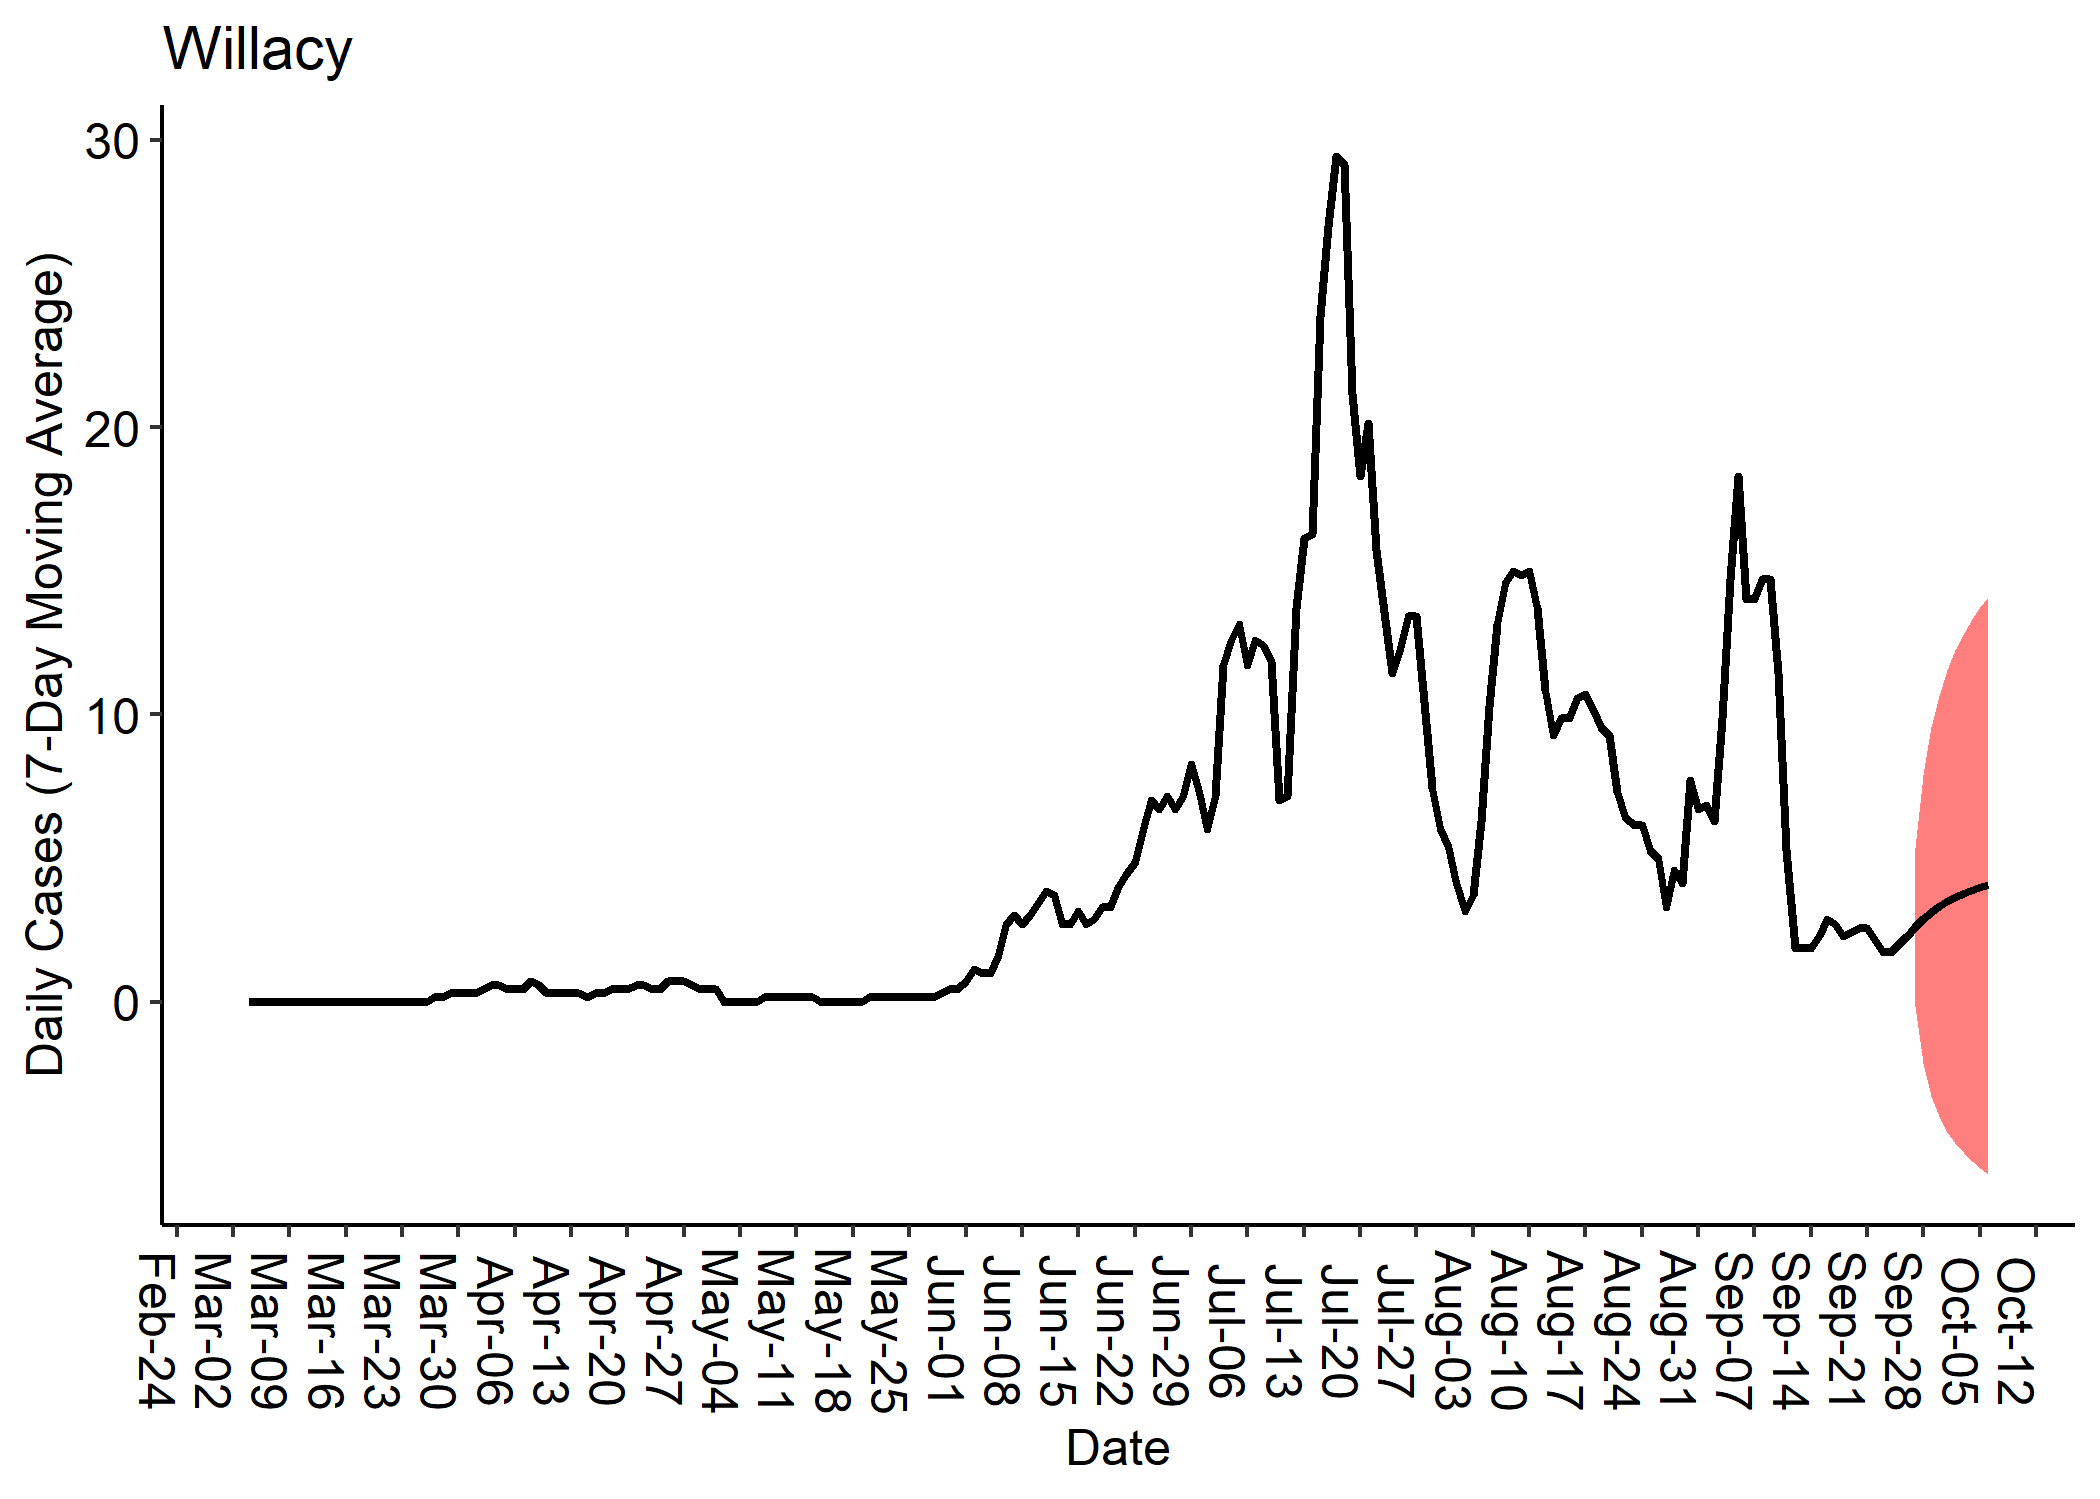 Willacy
Daily Cases (7-Day Moving Average)
30
20
10
0
Feb-24
Mar-02
Mar-09
Mar-16
Mar-23
Mar-30
Apr-06
Apr-13
Apr-20
Apr-27
May-04
May-11
May-18
May-25
Jun-01
Jun-08
Jun-15
Jun-22
Jun-29
Jul-06
Jul-13
Jul-20
Jul-27
Aug-03
Aug-10
Aug-17
Aug-24
Aug-31
Sep-07
Sep-14
Sep-21
Sep-28
Oct-05
Oct-12
Date